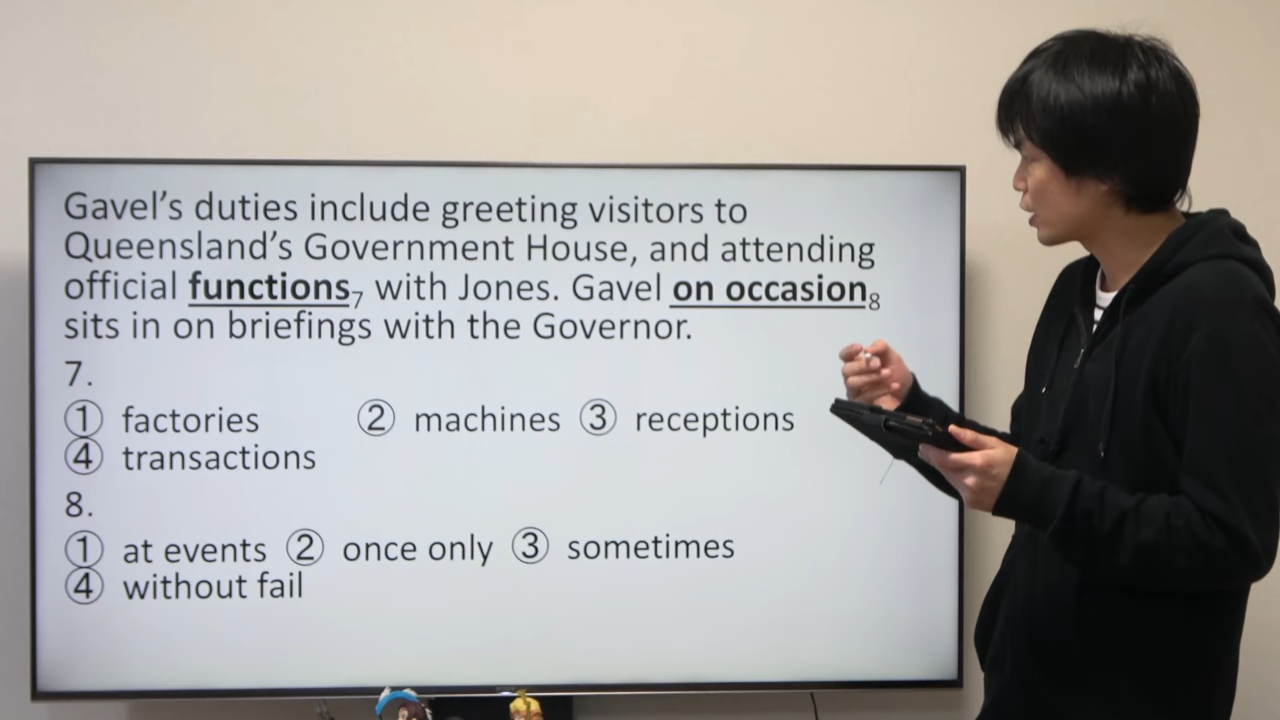 Gavel’s duties include greeting visitors to
Queensland’s Government House, and attending
official functions7 with Jones. Gavel on occasion8
sits in on briefings with the Governor.
7.
① factories ② machines ③ receptions
④ transactions
8.
① at events ② once only ③ sometimes
④ without fail